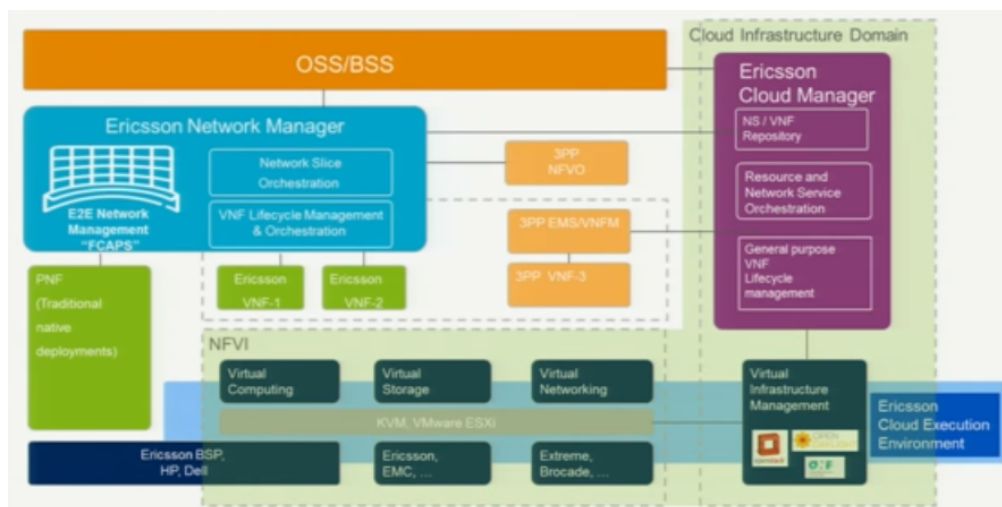 Cloud Infrastructure Domain
OSS/BSS
Ericsson
Cloud Manager
NS / VNF
Repository
Resource and
Network Service
Orchestration
General purpose
VNF
Lifecycle
management
Ericsson Network Manager
E2E Network
Management
“FCAPS”
Network Slice
Orchestration
VNF Lifecycle Management
& Orchestration
3PP
NFVO
3PP EMS/VNFM
3PP VNF-3
Ericsson
VNF-1
Ericsson
VNF-2
PNF
(Traditional
native
deployments)
NFVI
Virtual
Computing
Virtual
Storage
Virtual
Networking
Virtual
Infrastructure
Management
KVM, VMware ESXi
Ericsson
Cloud Execution
Environment
Ericsson BSP,
HP, Dell
Ericsson,
EMC, ...
Extreme,
Brocade, ...
openstack
OPEN
DAYLIGHT